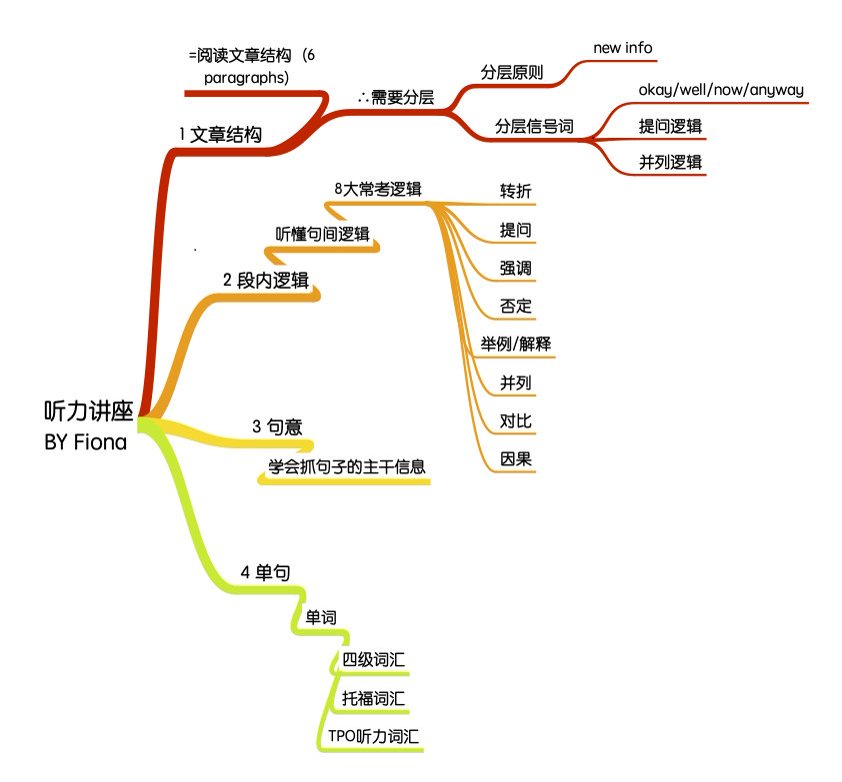 听力讲座
BY Fiona
1 文章结构
=阅读文章结构（6
paragraphs)
∴需要分层
分层原则
new info
分层信号词
okay/well/now/anyway
提问逻辑
并列逻辑
2 段内逻辑
听懂句间逻辑
8大常考逻辑
转折
提问
强调
否定
举例/解释
并列
对比
因果
3 句意
学会抓句子的主干信息
4 单句
单词
四级词汇
托福词汇
TPO听力词汇